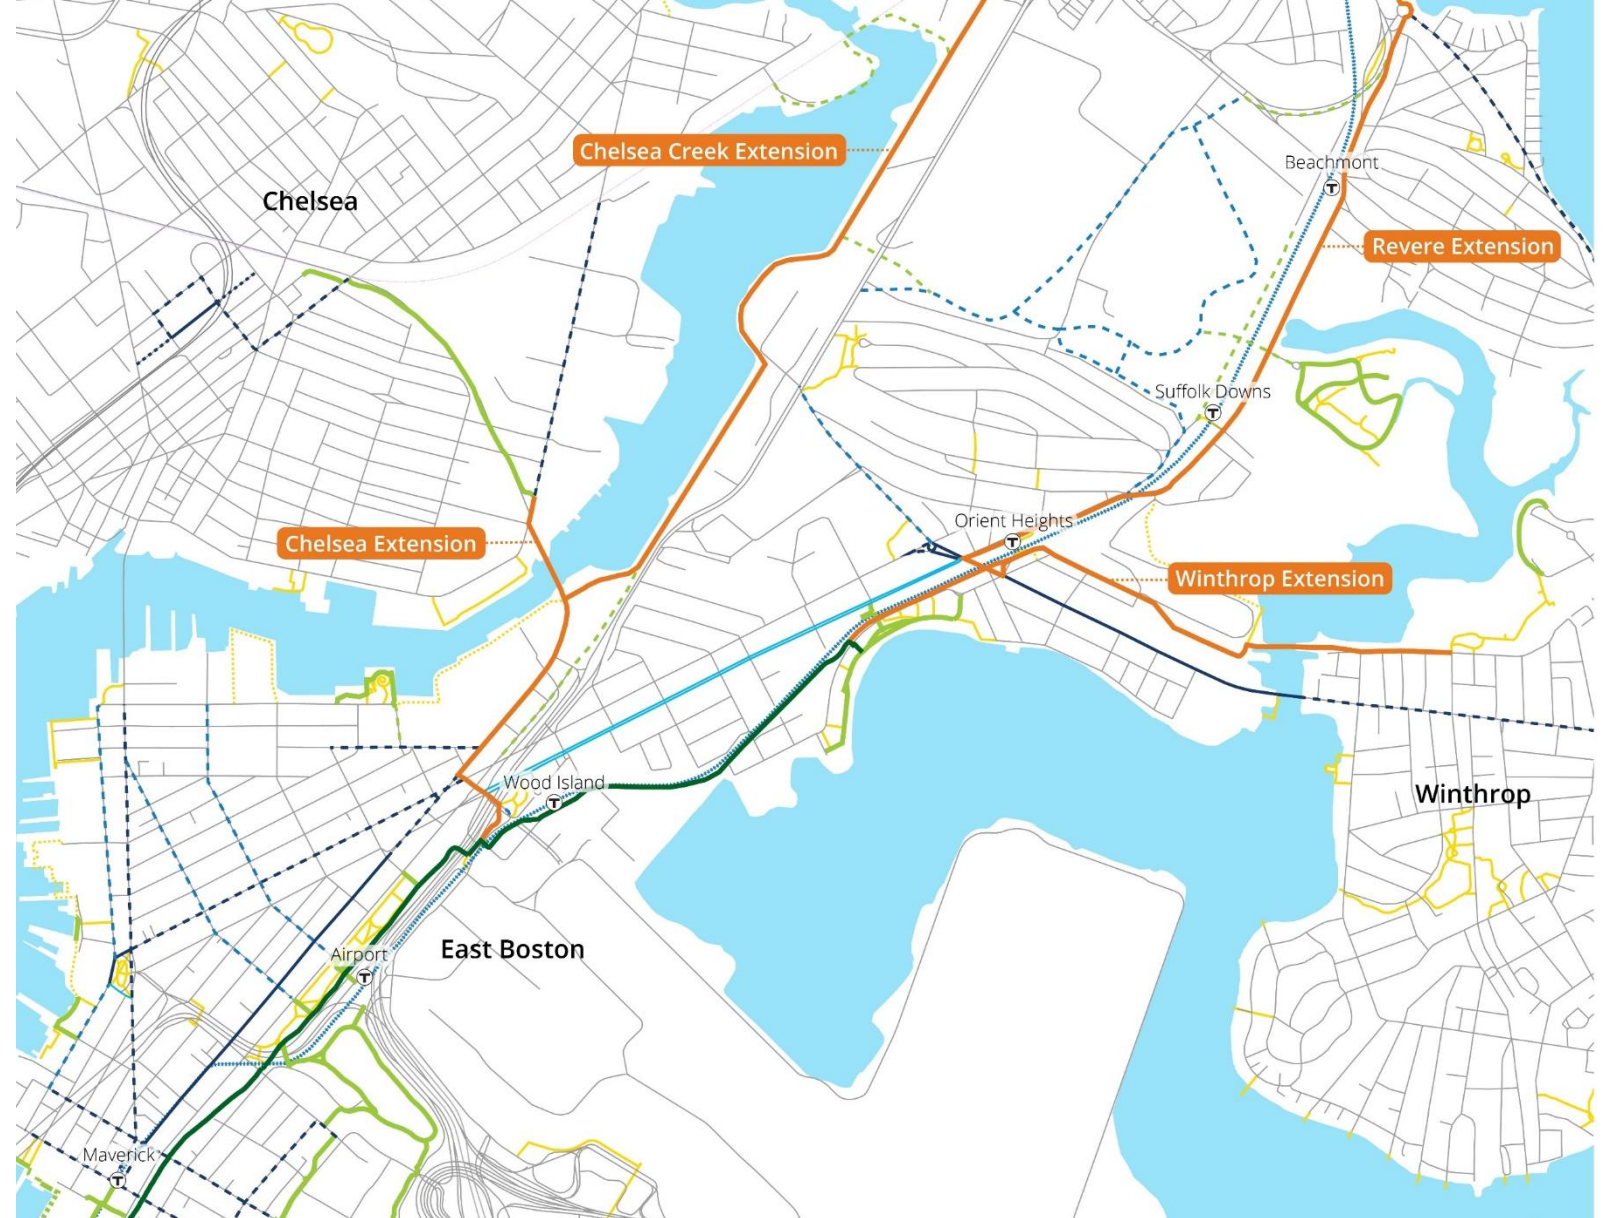 Chelsea Creek Extension
Beachmont
T
Chelsea
Revere Extension
Suffolk Downs
T
Orient Heights
T
Chelsea Extension
Winthrop Extension
Wood Island
T
Winthrop
East Boston
Airport
T
Maverick
T